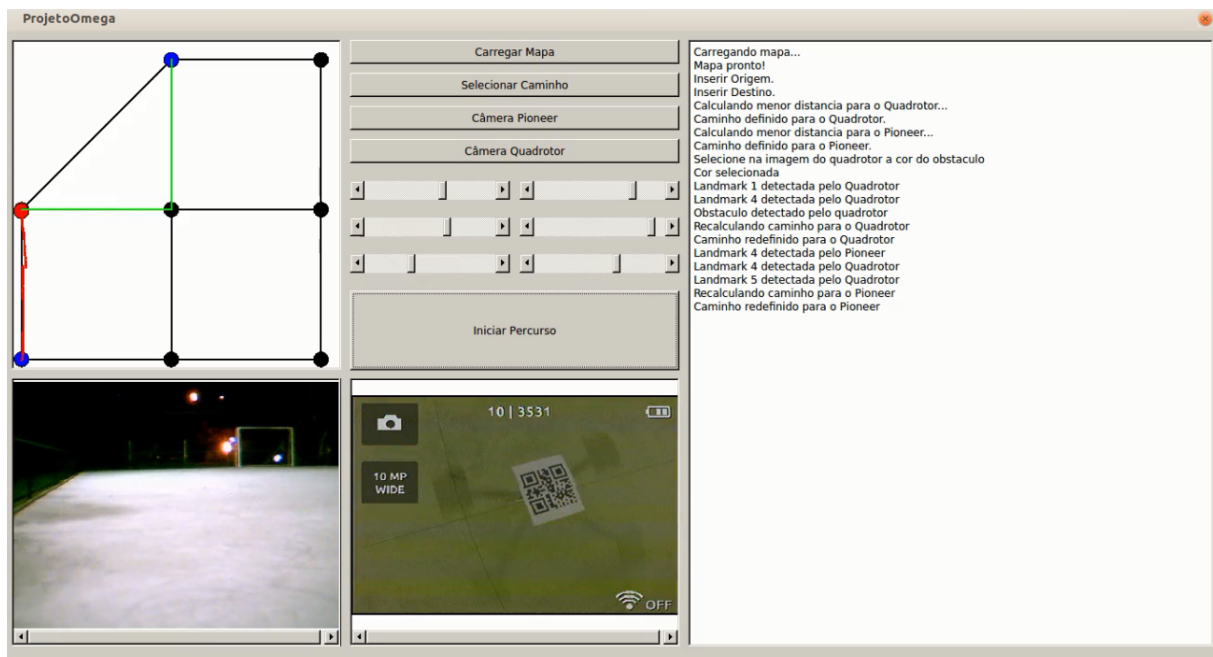 ProjetoOmega
Carregar Mapa
Selecionar Caminho
Câmera Pioneer
Câmera Quadrotor
Iniciar Percurso
Carregando mapa...
Mapa pronto!
Inserir Origem.
Inserir Destino.
Calculando menor distancia para o Quadrotor...
Caminho definido para o Quadrotor.
Calculando menor distancia para o Pioneer...
Caminho definido para o Pioneer.
Selecione na imagem do quadrotor a cor do obstaculo
Cor selecionada
Landmark 1 detectada pelo Quadrotor
Landmark 4 detectada pelo Quadrotor
Obstaculo detectado pelo quadrotor
Recalculando caminho para o Quadrotor
Caminho redefinido para o Quadrotor
Landmark 4 detectada pelo Pioneer
Landmark 4 detectada pelo Quadrotor
Landmark 5 detectada pelo Quadrotor
Recalculando caminho para o Pioneer
Caminho redefinido para o Pioneer
10 | 3531
10 MP
WIDE
OFF